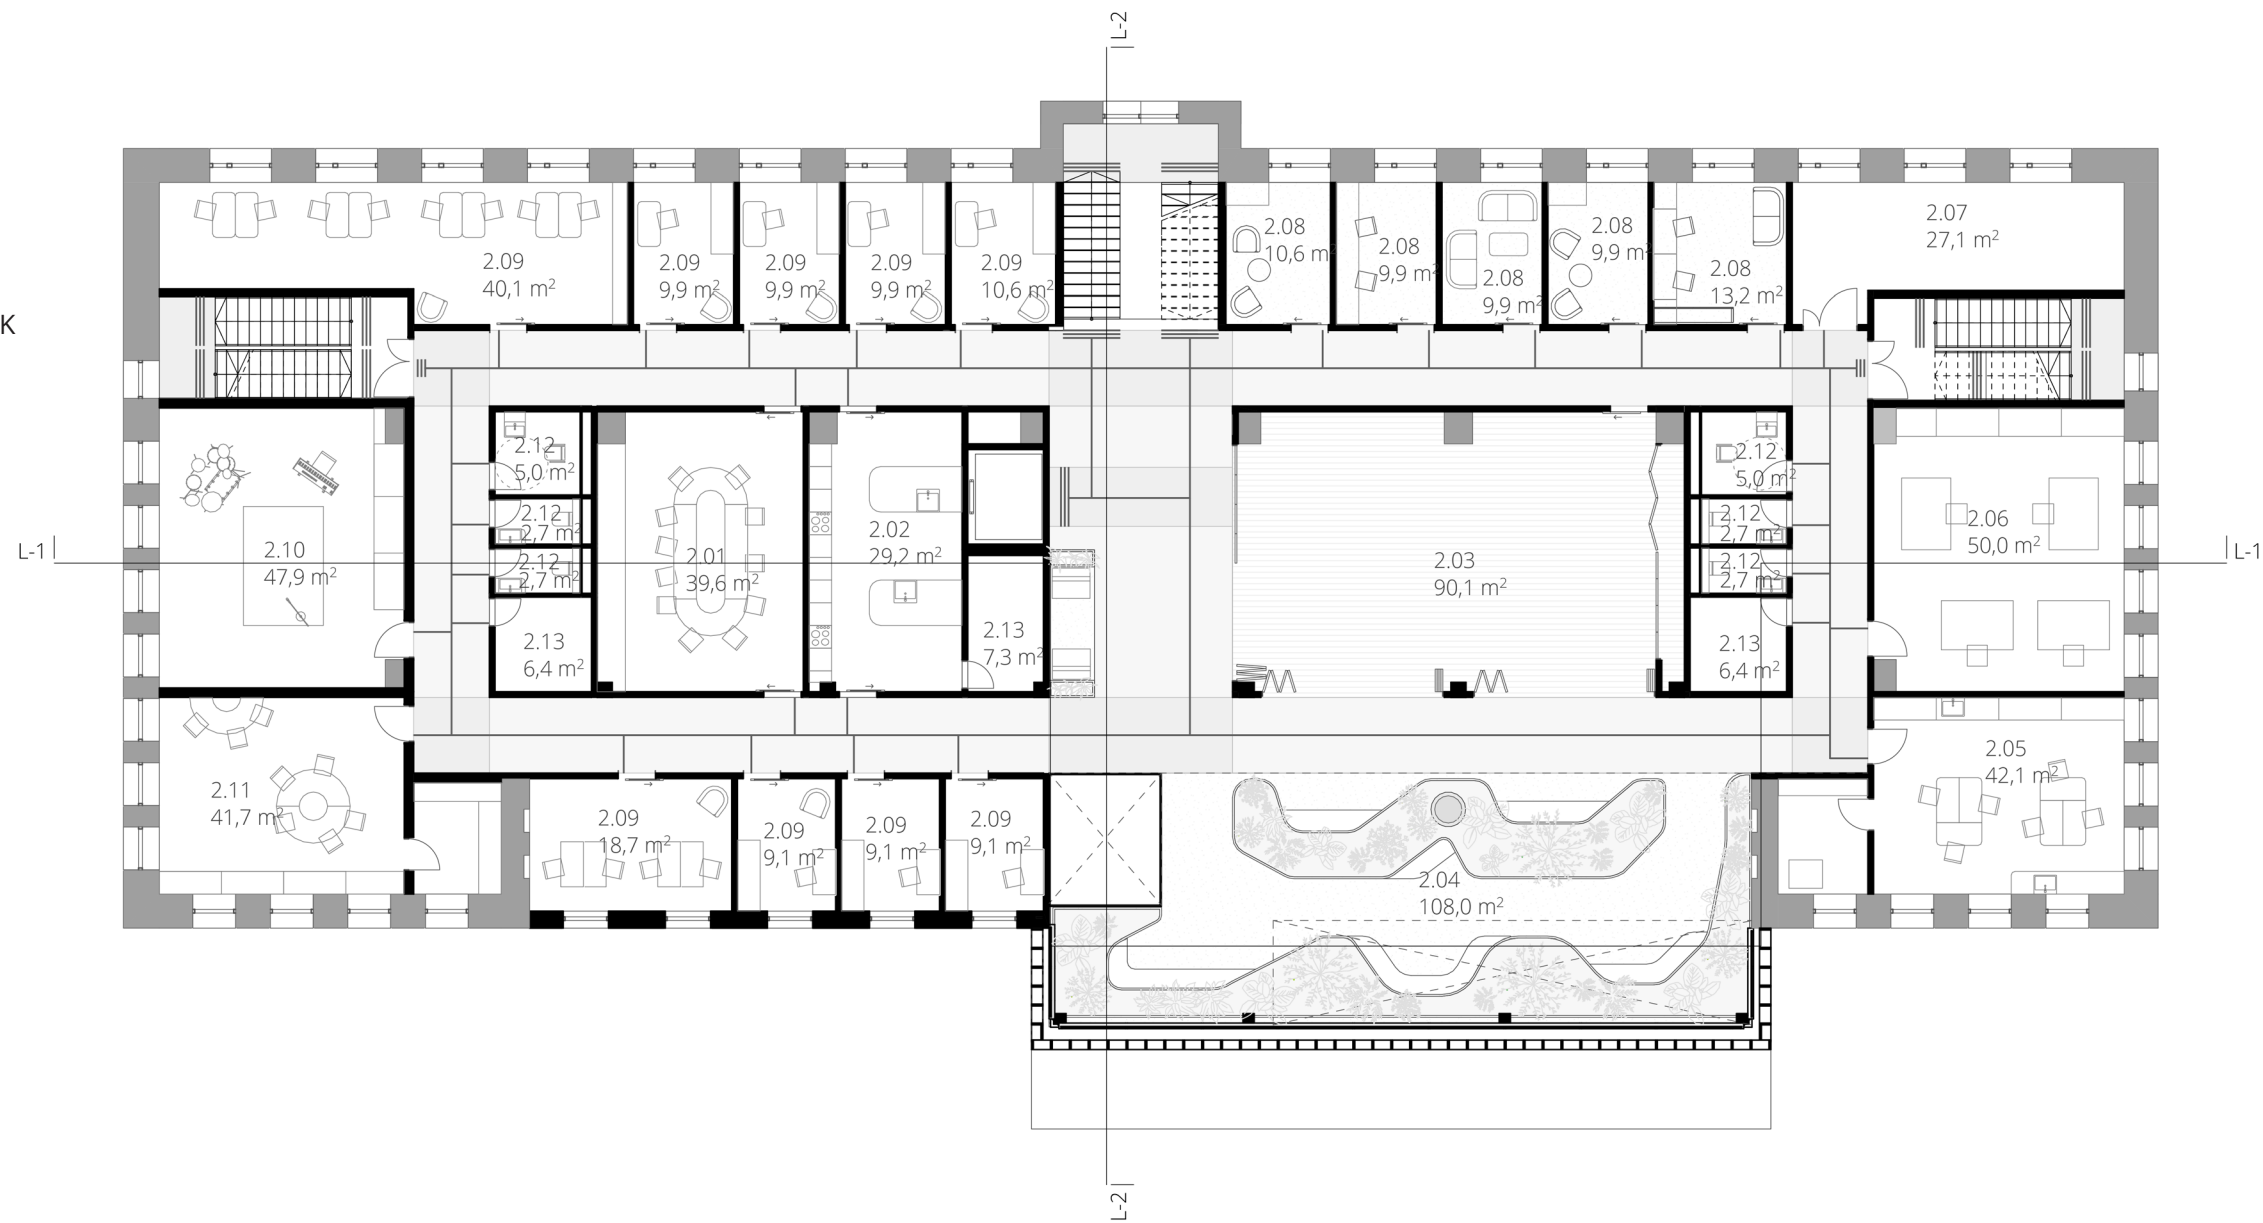 L-2
2.09
40,1 m²
2.09
9,9 m²
2.09
9,9 m²
2.09
9,9 m²
2.09
10,6 m²
2.08
10,6 m²
2.08
9,9 m²
2.08
9,9 m²
2.08
9,9 m²
2.08
13,2 m²
2.07
27,1 m²
K
2.12
5,0 m²
2.12
2,7 m²
2.12
2,7 m²
2.13
6,4 m²
2.01
39,6 m²
2.02
29,2 m²
2.13
7,3 m²
2.03
90,1 m²
2.12
5,0 m²
2.12
2,7 m²
2.12
2,7 m²
2.13
6,4 m²
2.06
50,0 m²
L-1
2.10
47,9 m²
L-1
2.11
41,7 m²
2.09
18,7 m²
2.09
9,1 m²
2.09
9,1 m²
2.09
9,1 m²
2.04
108,0 m²
2.05
42,1 m²
L-2